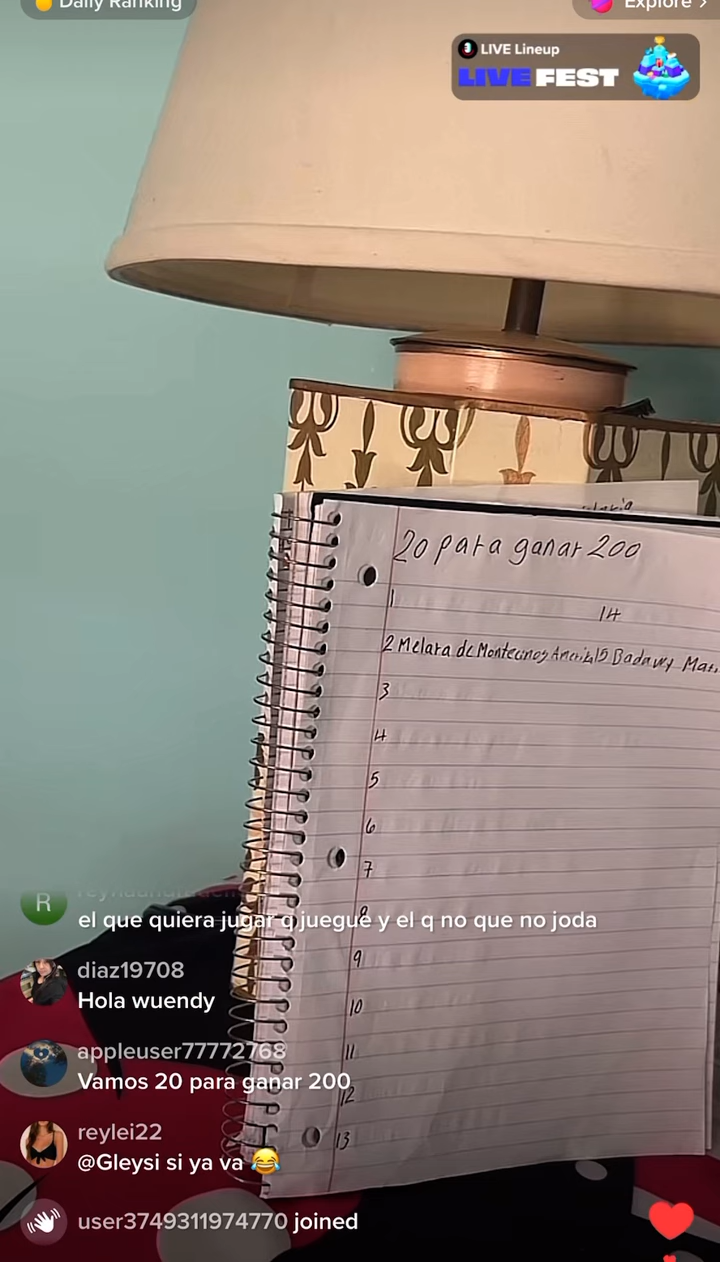 Daily Ranking
Explore >
LIVE Lineup
LIVE FEST
20 para ganar 200
1
14
2 Melara de Montecinos 15 Badawy
3
4
5
6
7
8
9
10
11
12
13
R
el que quiera jugar q juegue y el q no que no joda
diaz19708
Hola wuendy
appleuser77772768
Vamos 20 para ganar 200
reylei22
@Gleysi si ya va 😂
user3749311974770 joined